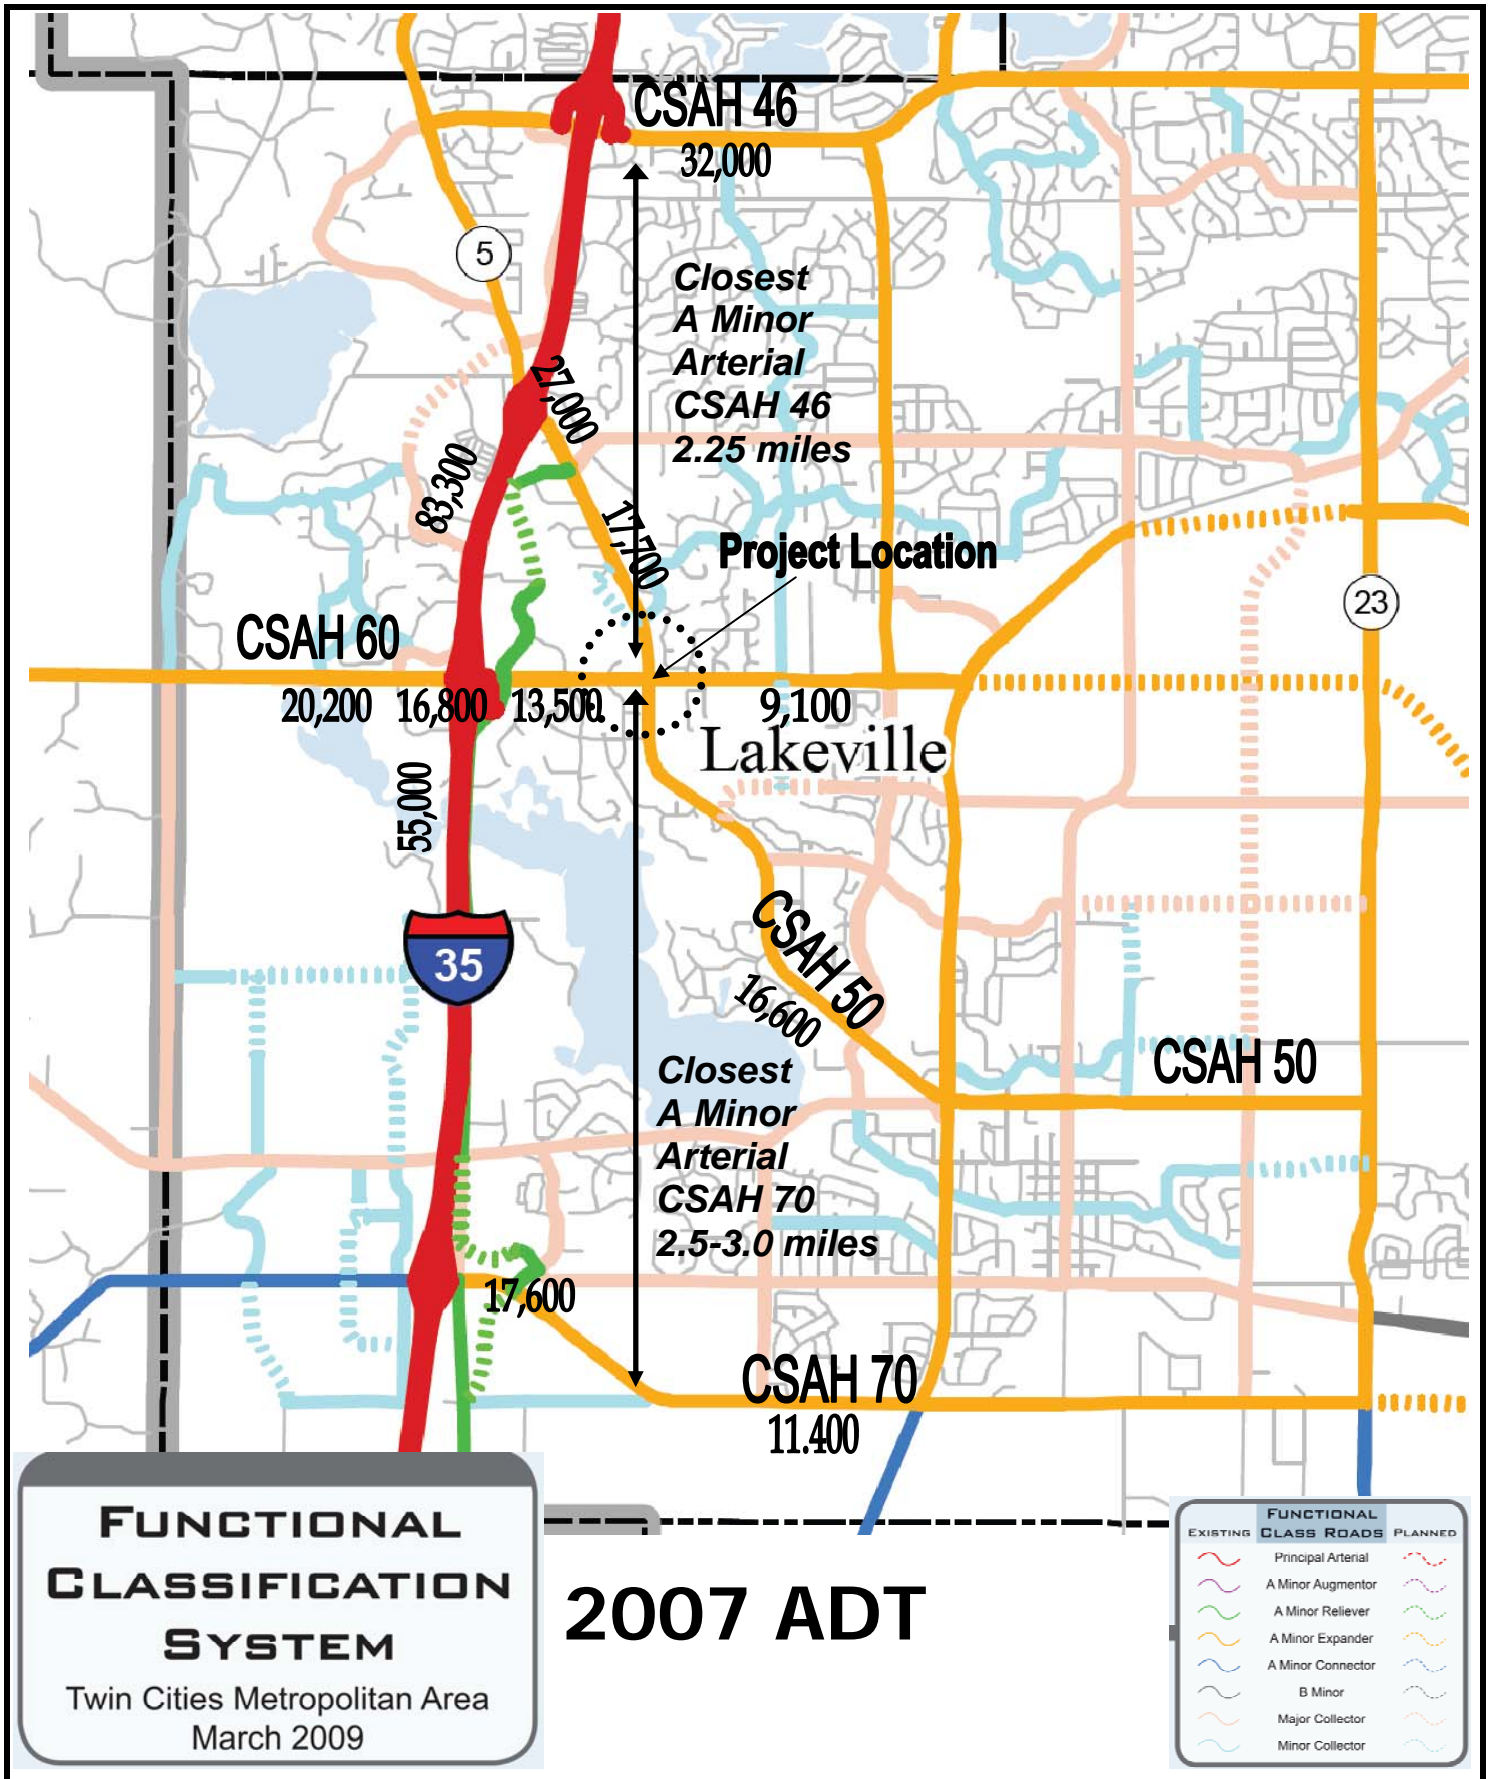 CSAH 46
32,000
5
Closest
A Minor
Arterial
CSAH 46
2.25 miles
27,000
83,300
17,700
Project Location
23
CSAH 60
20,200 16,800 13,500
9,100
Lakeville
55,000
35
CSAH 50
16,600
CSAH 50
Closest
A Minor
Arterial
CSAH 70
2.5-3.0 miles
17,600
CSAH 70
11.400
FUNCTIONAL
CLASSIFICATION
SYSTEM
Twin Cities Metropolitan Area
March 2009
2007 ADT
FUNCTIONAL
EXISTING CLASS ROADS PLANNED
Principal Arterial
A Minor Augmentor
A Minor Reliever
A Minor Expander
A Minor Connector
B Minor
Major Collector
Minor Collector